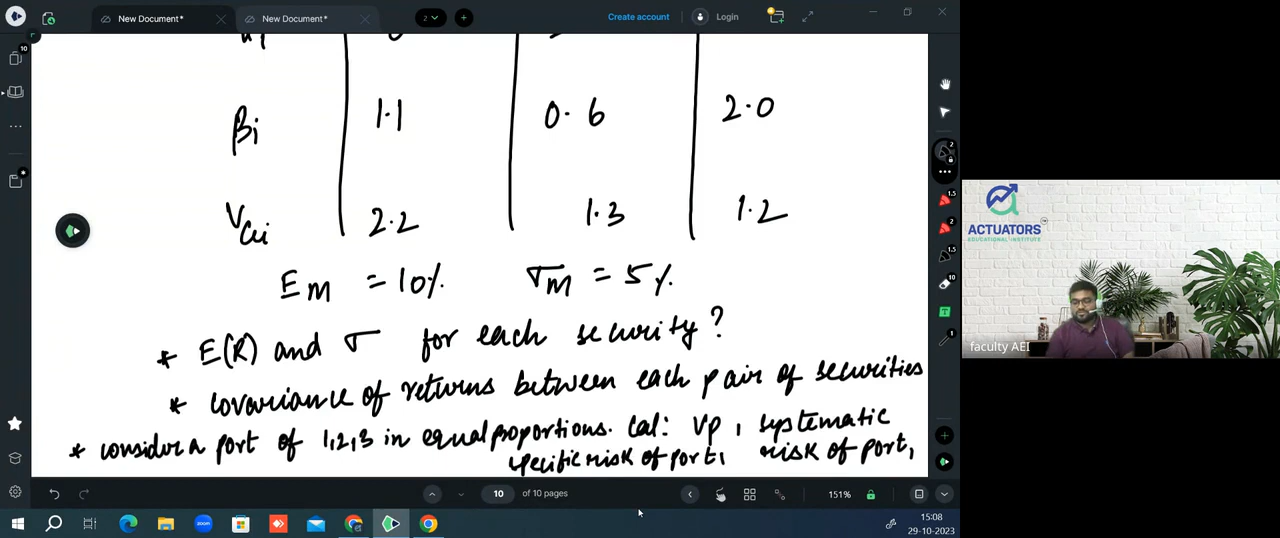 New Document*
New Document*
2
Create account
Login
βi 1.1 0.6 2.0
Vεi 2.2 1.3 1.2
Em = 10% σm = 5%
* E(R) and σ for each security?
* covariance of returns between each pair of securities
* consider a port of 1,2,3 in equal proportions. Cal: Vp, systematic
specific risk of port, risk of port,
ACTUATORS
EDUCATIONAL INSTITUTE
faculty AEI
10 of 10 pages
151%
zoom
15:08
29-10-2023